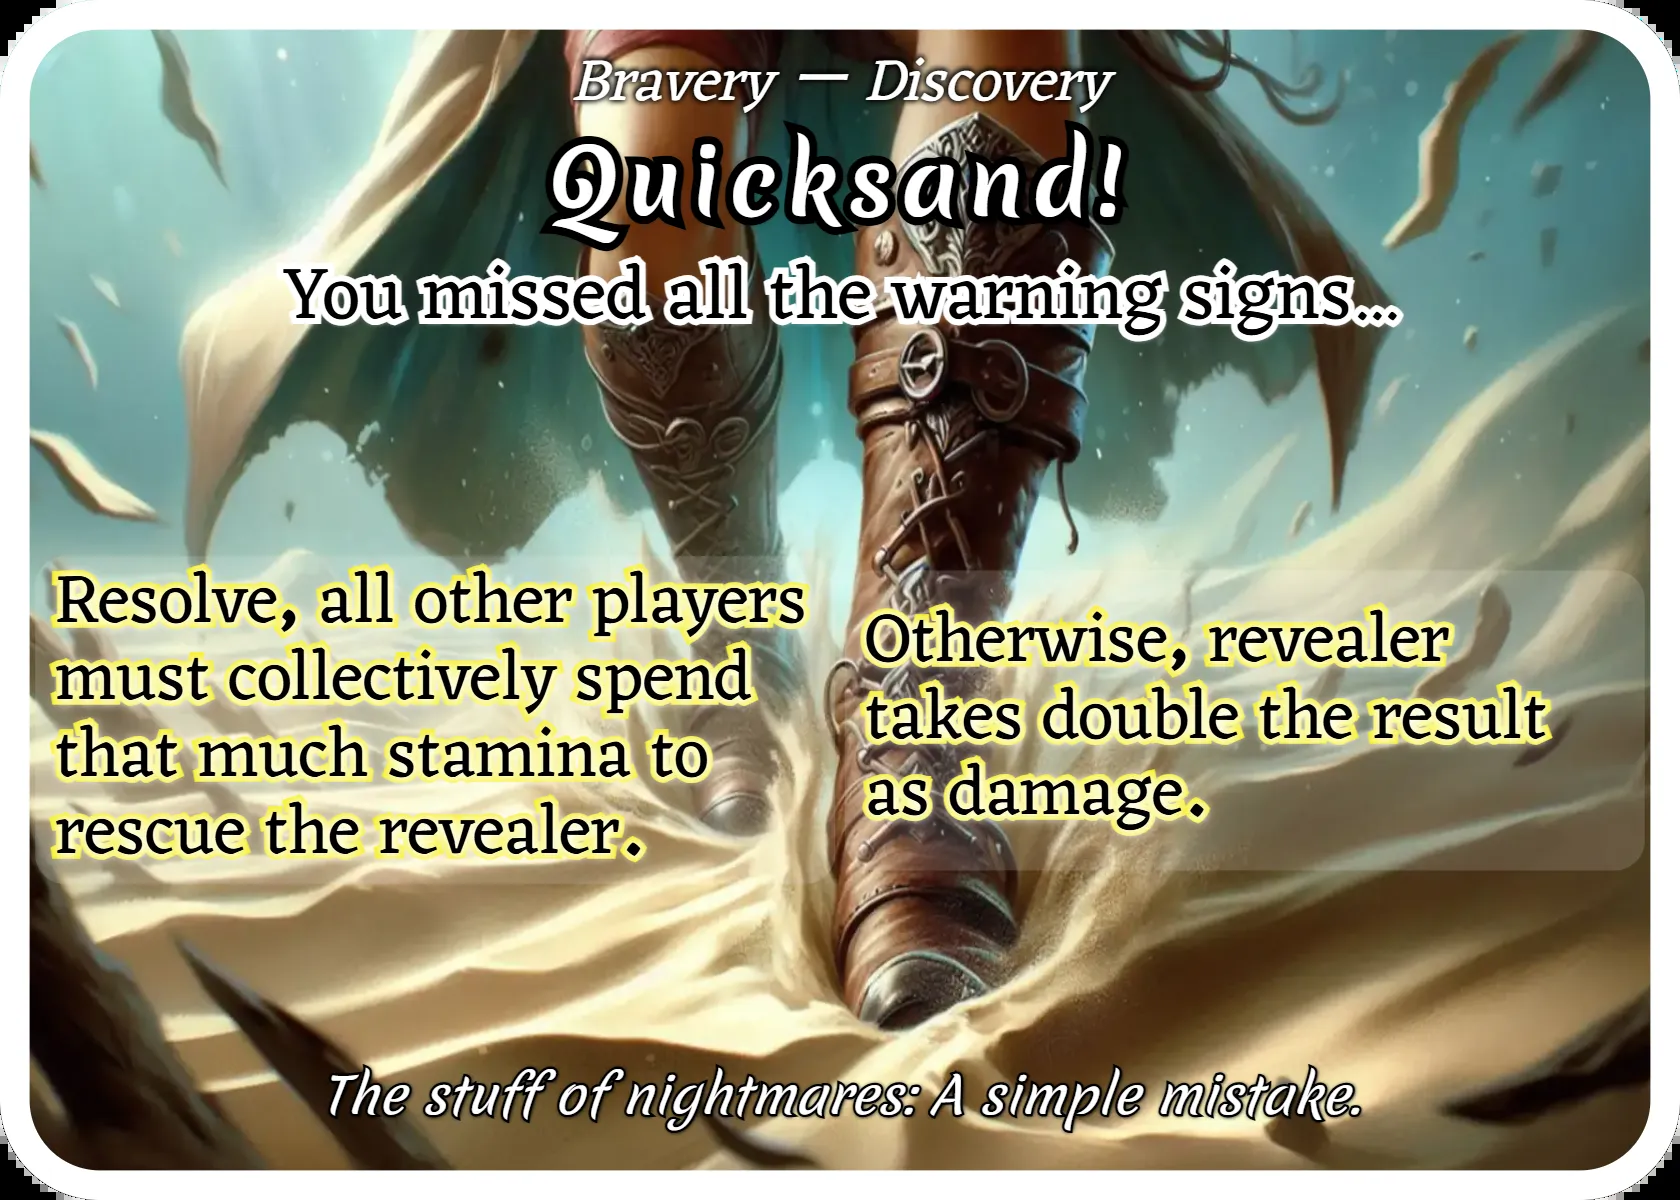 Bravery — Discovery
Quicksand!
You missed all the warning signs...
Resolve, all other players
must collectively spend
that much stamina to
rescue the revealer.
Otherwise, revealer
takes double the result
as damage.
The stuff of nightmares: A simple mistake.